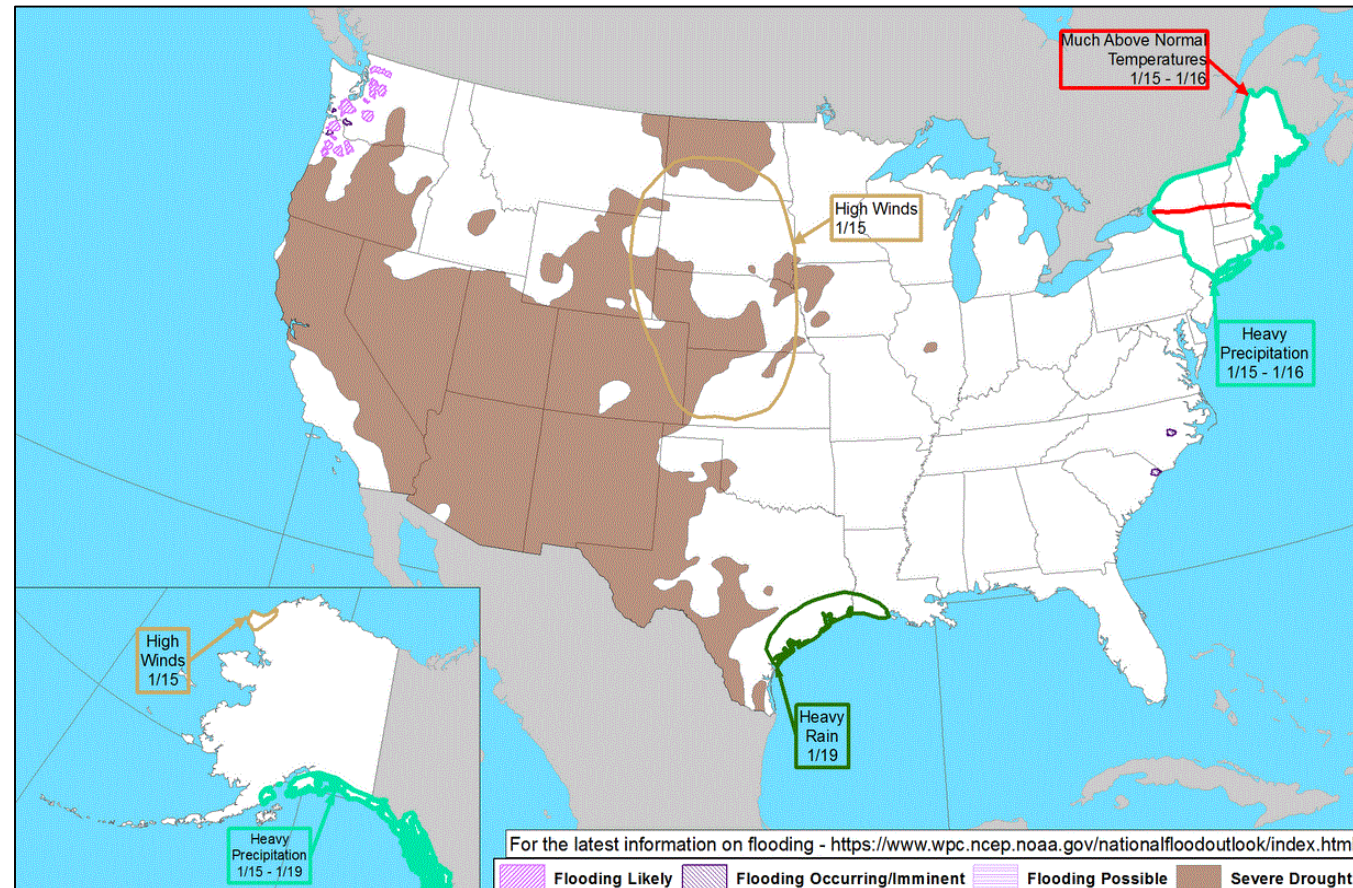 Much Above Normal
Temperatures
1/15 - 1/16
High Winds
1/15
Heavy
Precipitation
1/15 - 1/16
High
Winds
1/15
Heavy
Rain
1/19
Heavy
Precipitation
1/15 - 1/19
For the latest information on flooding - https://www.wpc.ncep.noaa.gov/nationalfloodoutlook/index.html
Flooding Likely Flooding Occurring/Imminent Flooding Possible Severe Drought